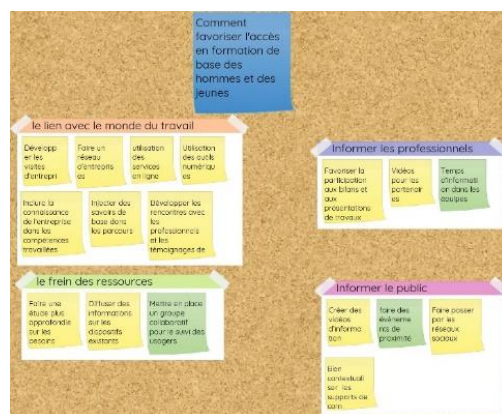 Comment
favoriser l'accès
en formation de
base des
hommes et des
jeunes
le lien avec le monde du travail
Développ
er les
visites
d'entrepri
Faire un
réseau
d'entrepris
es
utilisation
des
services
en ligne
Utilisation
des outils
numériqu
es
Inclure la
connaissance
de l'entreprise
dans les
compétences
travaillées
Injecter des
savoirs de base
dans les
parcours
Développer les
rencontres avec
les
professionnels
et les
témoignages de
Informer les professionnels
Favoriser la
participation
aux bilans et
aux
présentations
de travaux
Vidéos
pour les
partenair
es
Temps
d'informati
on dans les
équipes
le frein des ressources
Faire une
étude plus
approfondie
sur les
besoins
Diffuser des
informations
sur les
dispositifs
existants
Mettre en place
un groupe
collaboratif
pour le suivi des
usagers
Informer le public
Créer des
vidéos
d'informa
tion
faire des
évèneme
nts de
proximité
Faire passer
par les
réseaux
sociaux
Bien
contextuali
ser les
supports de
com